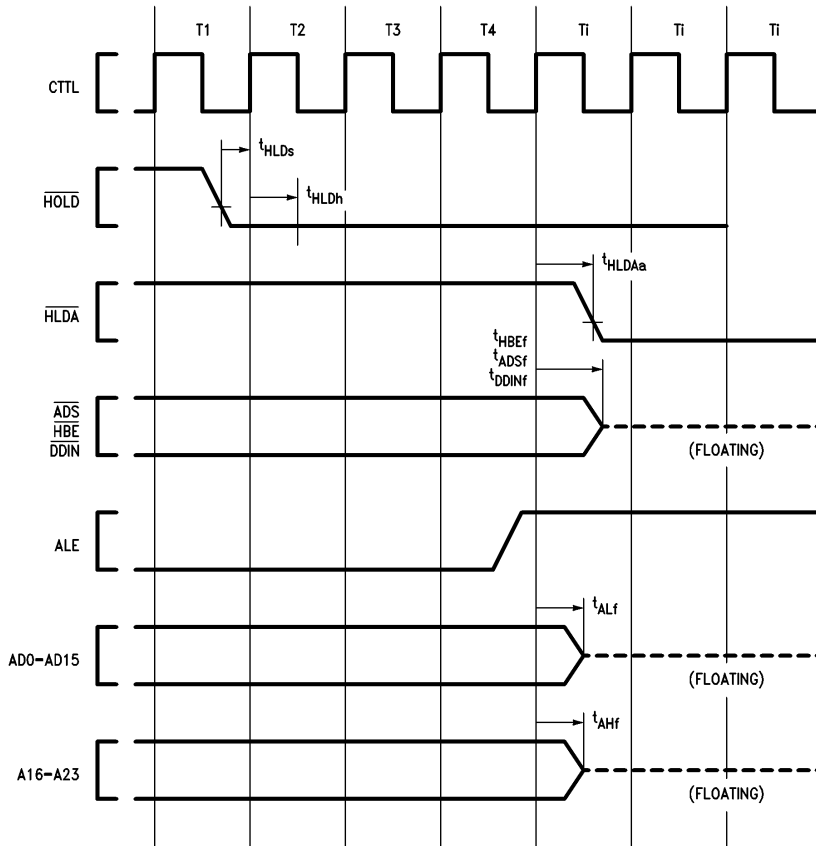 T1 T2 T3 T4 Ti Ti Ti
CTTL
tHLDs
HOLD
tHLDh
tHLDAa
HLDA
tHBEf
tADSf
tDDINf
ADS
HBE
DDIN
(FLOATING)
ALE
tALf
AD0-AD15
(FLOATING)
tAHf
A16-A23
(FLOATING)